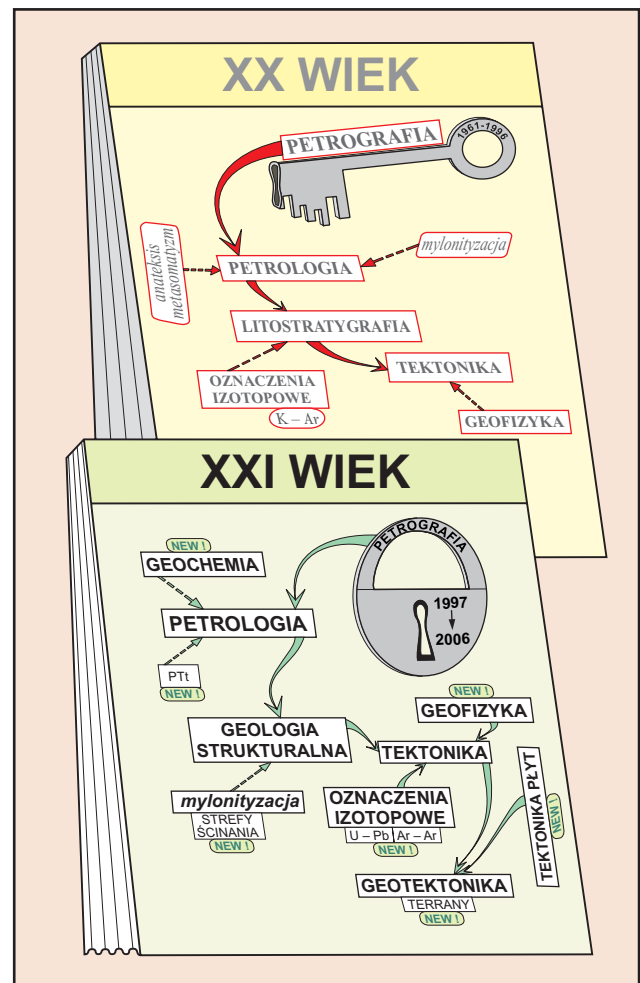 XX WIEK
PETROGRAFIA
1961-1996
anateksis
metasomatyzm
mylonityzacja
PETROLOGIA
LITOSTRATYGRAFIA
OZNACZENIA
IZOTOPOWE
K – Ar
TEKTONIKA
GEOFIZYKA
XXI WIEK
PETROGRAFIA
1997
2006
NEW !
GEOCHEMIA
PETROLOGIA
PTt
NEW !
GEOLOGIA
STRUKTURALNA
mylonityzacja
STREFY
ŚCINANIA
NEW !
NEW !
GEOFIZYKA
TEKTONIKA
OZNACZENIA
IZOTOPOWE
U – Pb Ar – Ar
NEW !
TEKTONIKA PŁYT
NEW !
GEOTEKTONIKA
TERRANY
NEW !